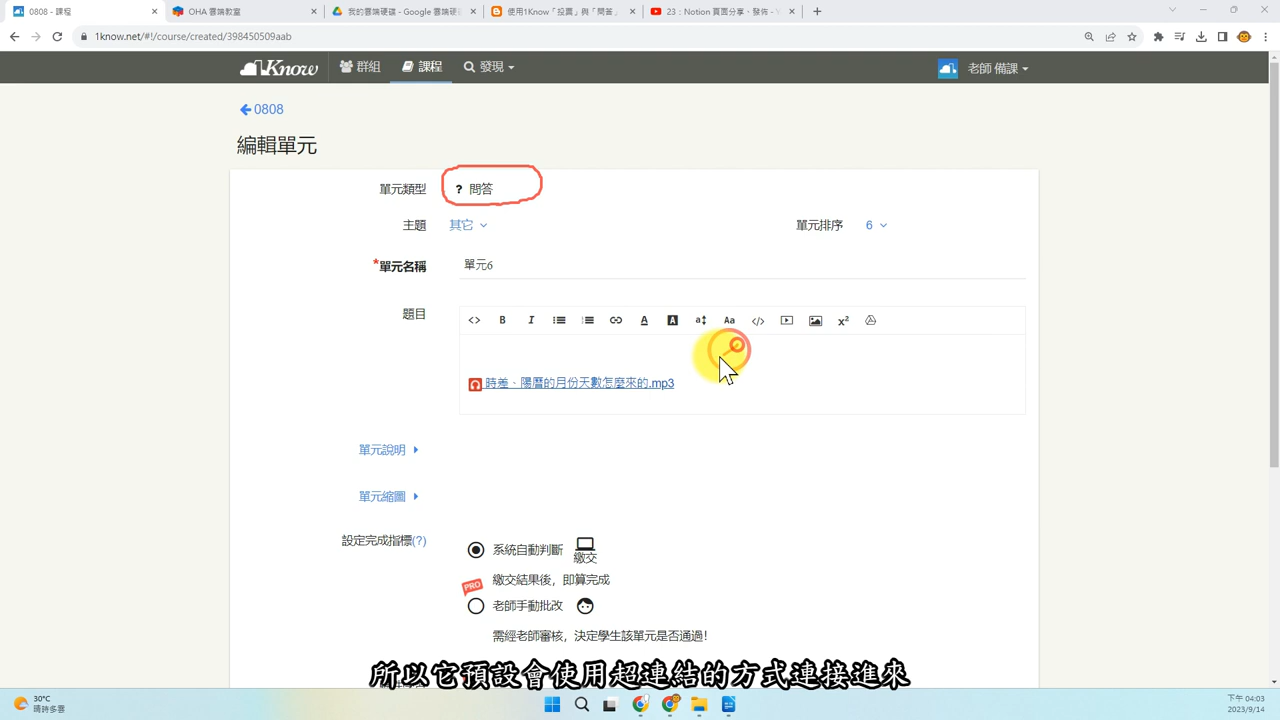 0808 - 課程
OHA 雲端教室
我的雲端硬碟 - Google 雲端硬
使用1Know「投票」與「問答」
23：Notion 頁面分享、發佈 - Y
1know.net/#!/course/created/398450509aab
1Know
群組
課程
發現
老師 備課
0808
編輯單元
單元類型
? 問答
主題
其它
單元排序
6
*單元名稱
單元6
題目
<> B I A A Aa </> x²
時差、陽曆的月份天數怎麼來的.mp3
單元說明
單元縮圖
設定完成指標(?)
系統自動判斷
繳交
繳交結果後，即算完成
PRO
老師手動批改
需經老師審核，決定學生該單元是否通過！
所以它預設會使用超連結的方式連接進來
30°C
晴時多雲
下午 04:03
2023/9/14